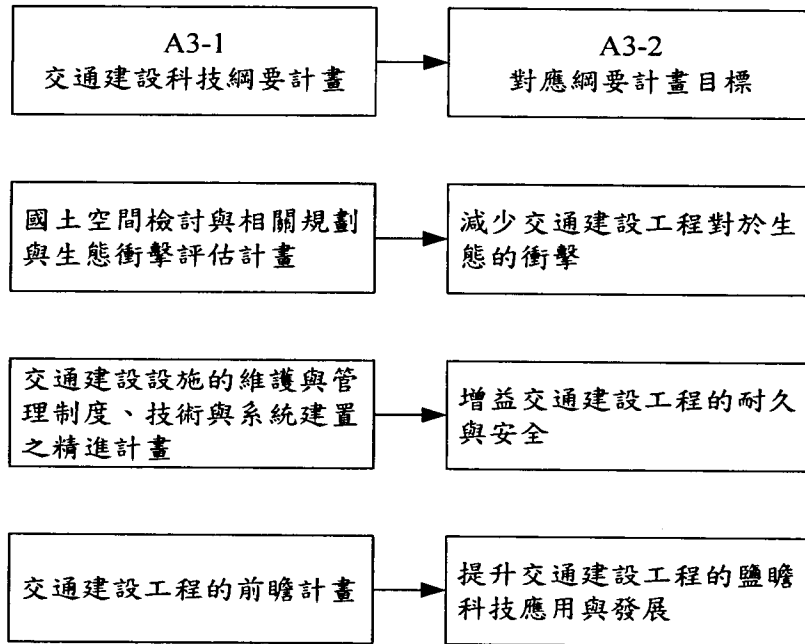 A3-1
交通建設科技綱要計畫
A3-2
對應綱要計畫目標
國土空間檢討與相關規劃
與生態衝擊評估計畫
減少交通建設工程對於生
態的衝擊
交通建設設施的維護與管
理制度、技術與系統建置
之精進計畫
增益交通建設工程的耐久
與安全
交通建設工程的前瞻計畫
提升交通建設工程的鹽瞻
科技應用與發展